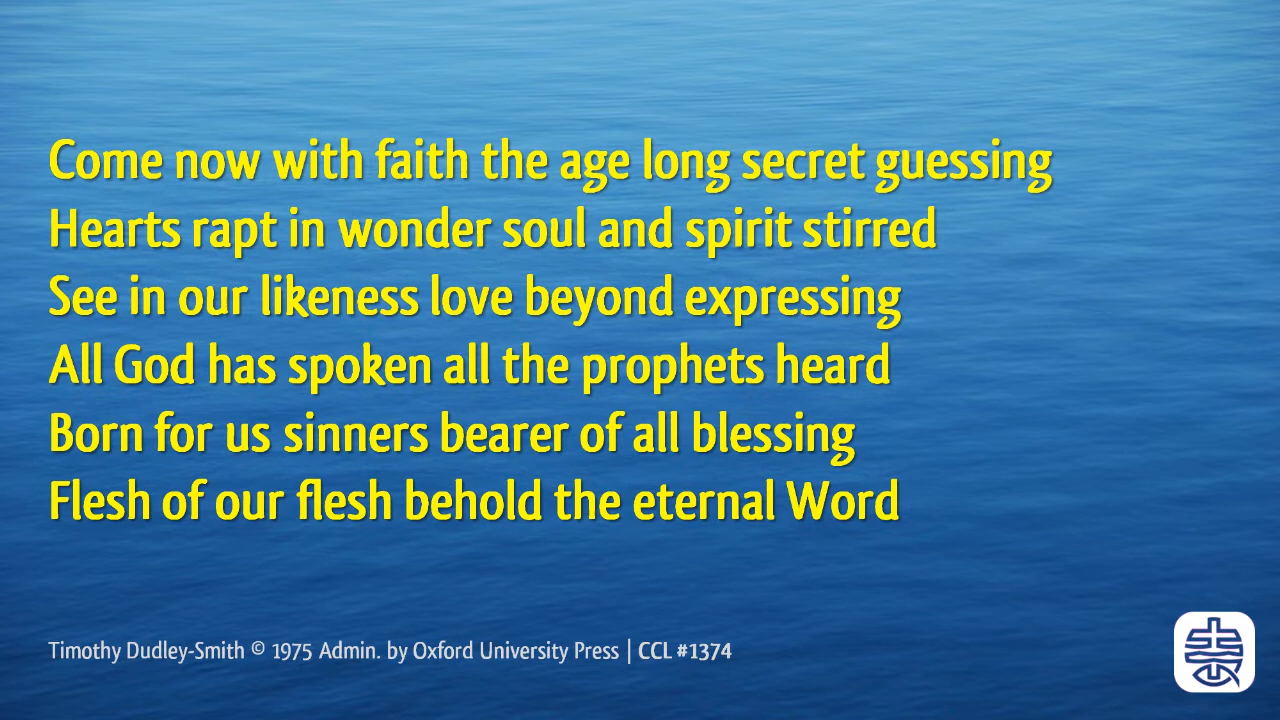 Come now with faith the age long secret guessing
Hearts rapt in wonder soul and spirit stirred
See in our likeness love beyond expressing
All God has spoken all the prophets heard
Born for us sinners bearer of all blessing
Flesh of our flesh behold the eternal Word
Timothy Dudley-Smith © 1975 Admin. by Oxford University Press | CCL #1374